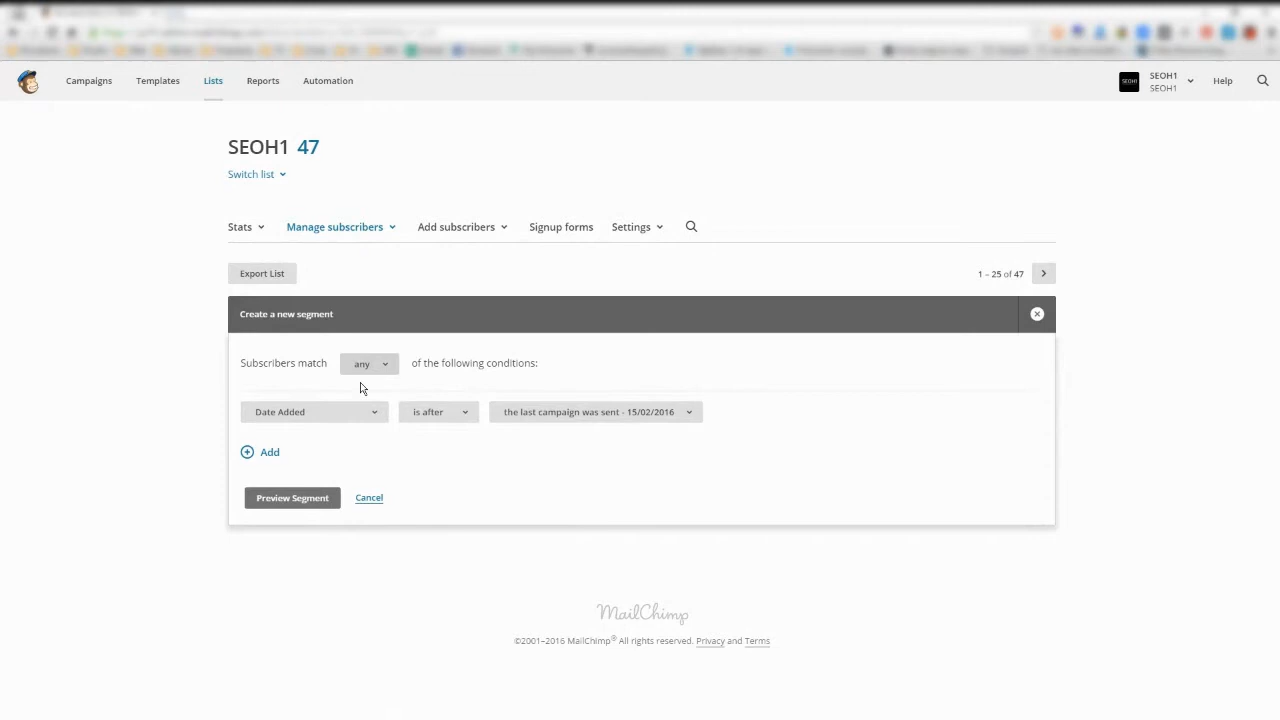 Campaigns Templates Lists Reports Automation SEOH1 SEOH1 Help
SEOH1 47
Switch list
Stats Manage subscribers Add subscribers Signup forms Settings
Export List 1 – 25 of 47
Create a new segment
Subscribers match any of the following conditions:
Date Added is after the last campaign was sent - 15/02/2016
Add
Preview Segment Cancel
MailChimp
©2001–2016 MailChimp® All rights reserved. Privacy and Terms